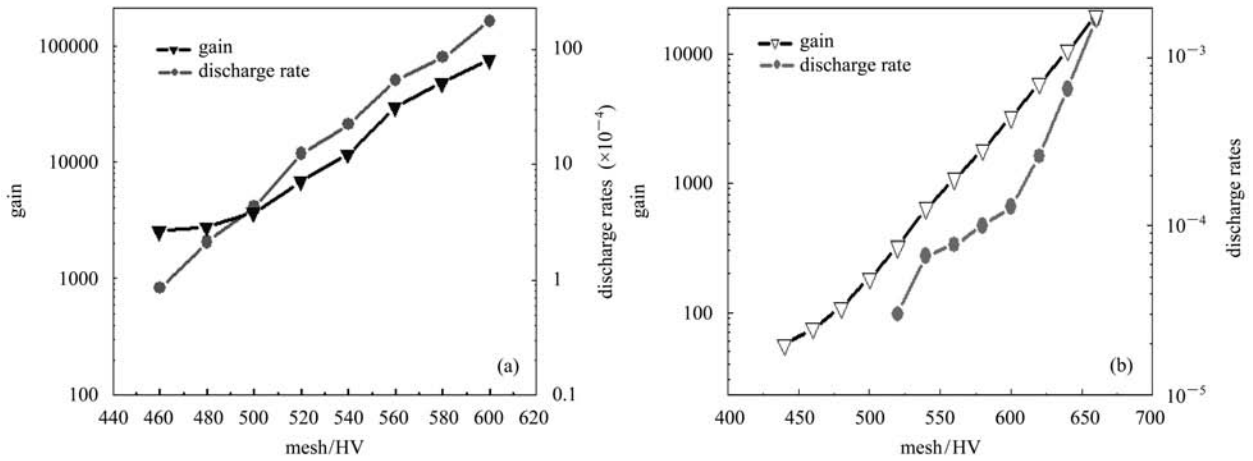 100000
10000
1000
100
gain
gain
discharge rate
100
10
1
0.1
discharge rates (×10⁻⁴)
(a)
440 460 480 500 520 540 560 580 600 620
mesh/HV
10000
1000
100
gain
gain
discharge rate
10⁻³
10⁻⁴
10⁻⁵
discharge rates
(b)
400 450 500 550 600 650 700
mesh/HV